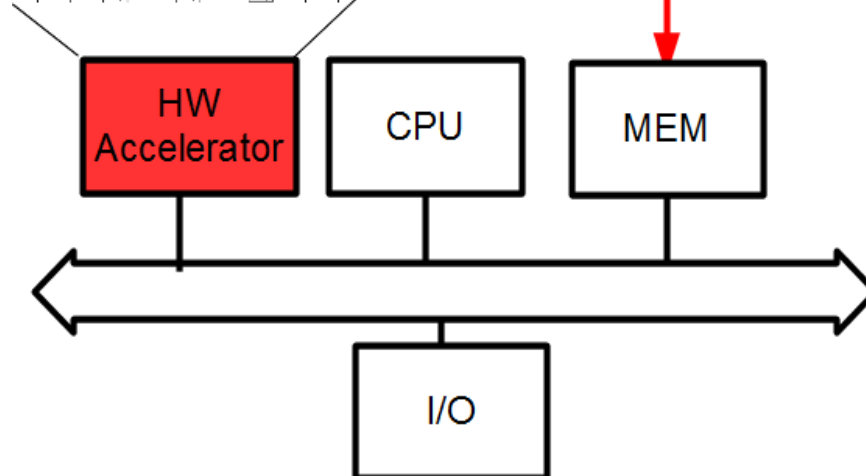 HW
Accelerator
CPU
MEM
I/O